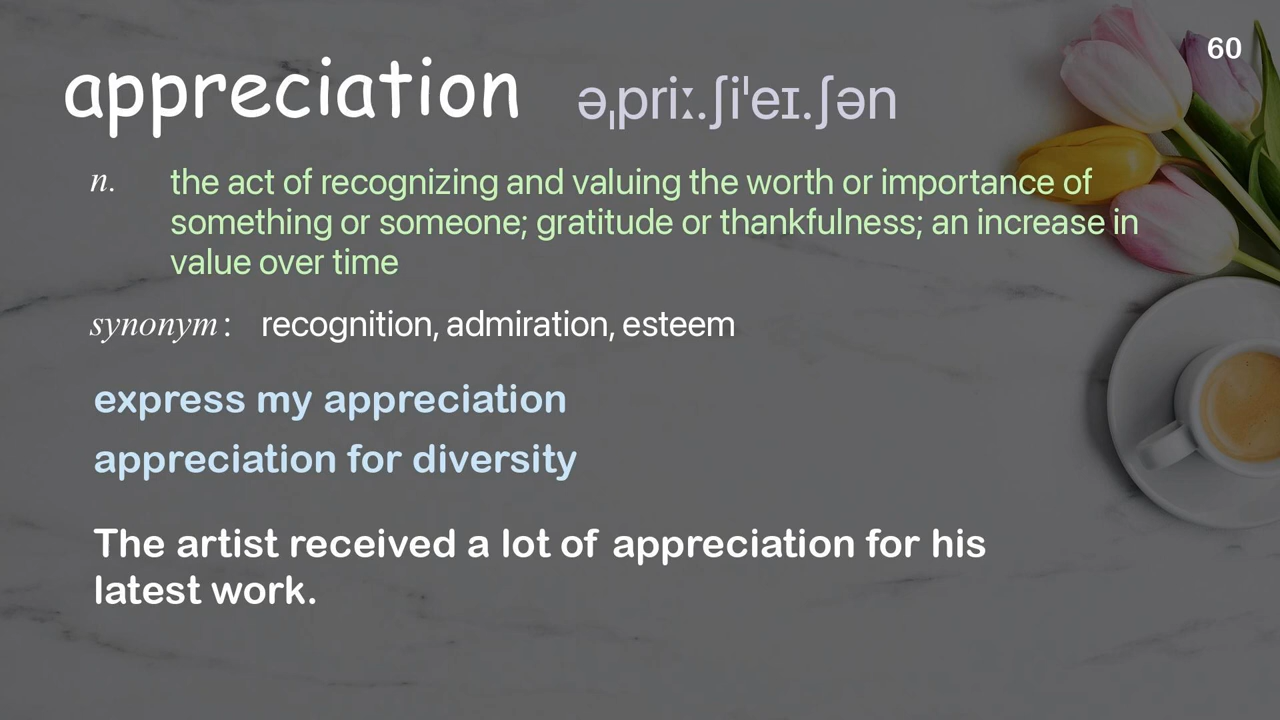 60
appreciation əˌpriː.ʃiˈeɪ.ʃən
n. the act of recognizing and valuing the worth or importance of
something or someone; gratitude or thankfulness; an increase in
value over time
synonym: recognition, admiration, esteem
express my appreciation
appreciation for diversity
The artist received a lot of appreciation for his
latest work.